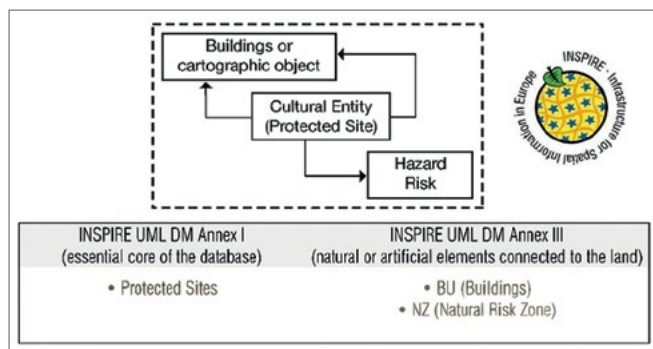 Buildings or
cartographic object
Cultural Entity
(Protected Site)
Hazard
Risk
INSPIRE · Infrastructure for Spatial Information in Europe
INSPIRE UML DM Annex I
(essential core of the database)
• Protected Sites
INSPIRE UML DM Annex III
(natural or artificial elements connected to the land)
• BU (Buildings)
• NZ (Natural Risk Zone)